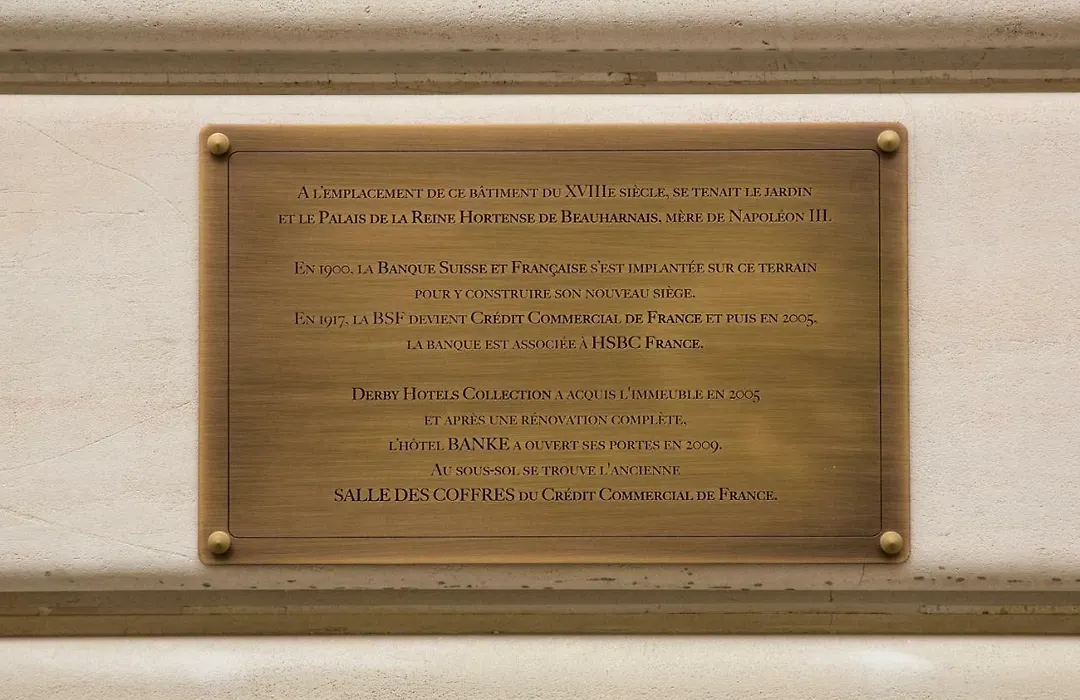 A L'EMPLACEMENT DE CE BÂTIMENT DU XVIIIE SIÈCLE, SE TENAIT LE JARDIN
ET LE PALAIS DE LA REINE HORTENSE DE BEAUHARNAIS, MÈRE DE NAPOLÉON III.
EN 1900, LA BANQUE SUISSE ET FRANÇAISE S'EST IMPLANTÉE SUR CE TERRAIN
POUR Y CONSTRUIRE SON NOUVEAU SIÈGE.
EN 1917, LA BSF DEVIENT CRÉDIT COMMERCIAL DE FRANCE ET PUIS EN 2005,
LA BANQUE EST ASSOCIÉE À HSBC FRANCE.
DERBY HOTELS COLLECTION A ACQUIS L'IMMEUBLE EN 2005
ET APRÈS UNE RÉNOVATION COMPLÈTE,
L'HÔTEL BANKE A OUVERT SES PORTES EN 2009.
AU SOUS-SOL SE TROUVE L'ANCIENNE
SALLE DES COFFRES DU CRÉDIT COMMERCIAL DE FRANCE.